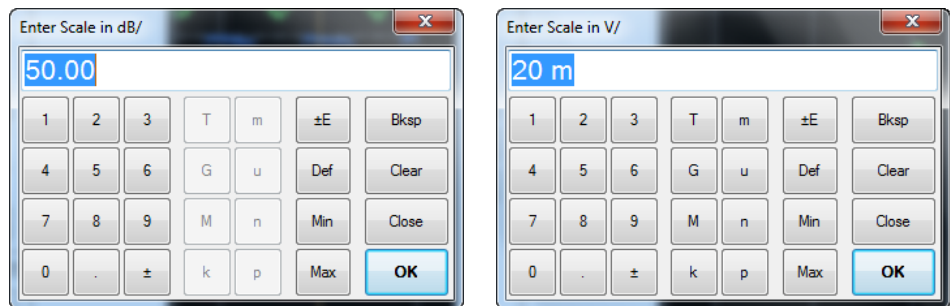 Enter Scale in dB/ x
50.00
1 2 3 T m ±E Bksp
4 5 6 G u Def Clear
7 8 9 M n Min Close
0 . ± k p Max OK
Enter Scale in V/ x
20 m
1 2 3 T m ±E Bksp
4 5 6 G u Def Clear
7 8 9 M n Min Close
0 . ± k p Max OK